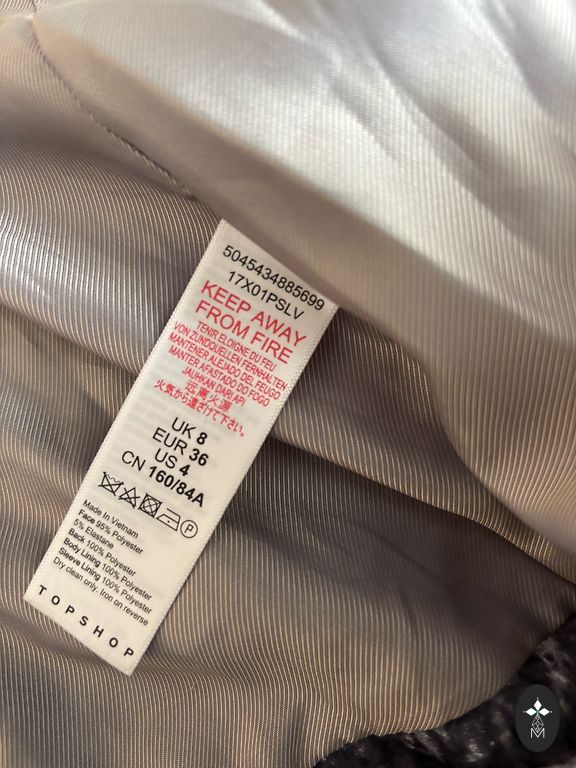 5045434885699
17X01PSLV
KEEP AWAY
FROM FIRE
TENIR ELOIGNE DU FEU
VON ZUNDQUELLEN FERNHALTEN
MANTENER ALEJADO DEL FEUGO
MANTER AFASTADO DO FOGO
JAUHKAN DARI API
远离火源
火気から遠ざけて下さい。
UK 8
EUR 36
US 4
CN 160/84A
P
Made In Vietnam
Face 95% Polyester
5% Elastane
Back 100% Polyester
Body Lining 100% Polyester
Sleeve Lining 100% Polyester
Dry clean only. Iron on reverse
TOPSHOP
M